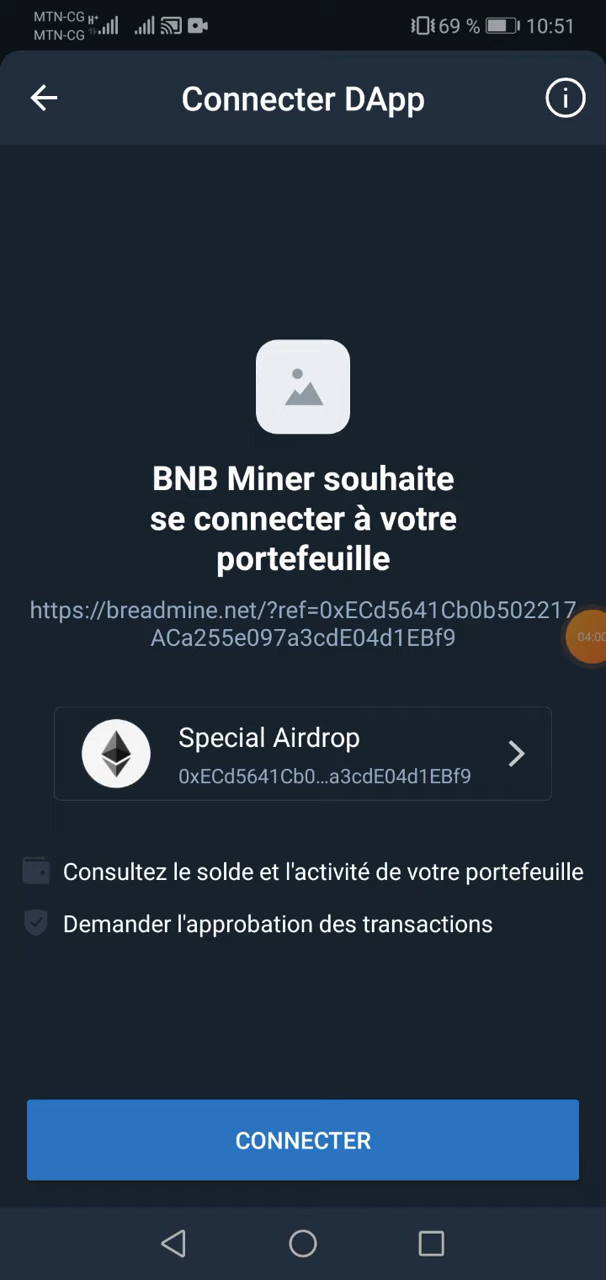 MTN-CG H+
MTN-CG
69 % 10:51
Connecter DApp
BNB Miner souhaite
se connecter à votre
portefeuille
https://breadmine.net/?ref=0xECd5641Cb0b502217
ACa255e097a3cdE04d1EBf9
04:00
Special Airdrop
0xECd5641Cb0...a3cdE04d1EBf9
Consultez le solde et l'activité de votre portefeuille
Demander l'approbation des transactions
CONNECTER